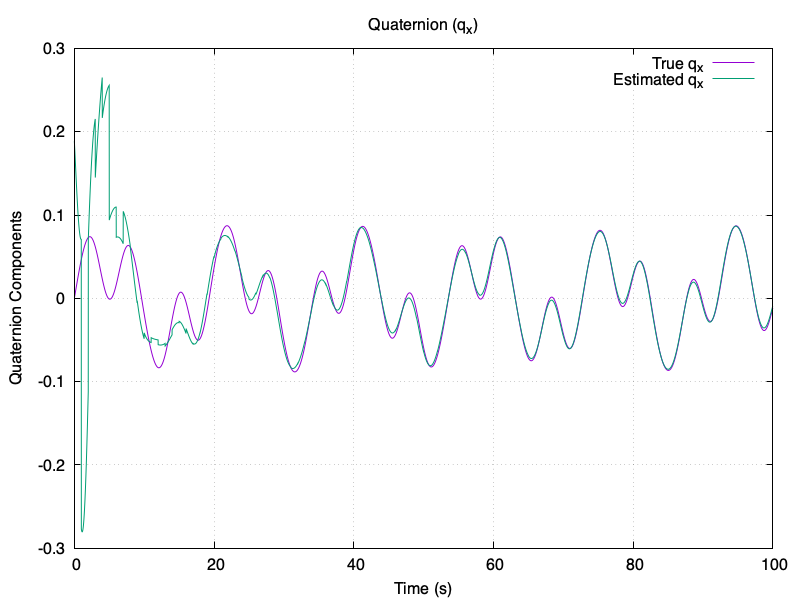 Quaternion (qx)
True qx
Estimated qx
0.3
0.2
0.1
0
-0.1
-0.2
-0.3
Quaternion Components
0 20 40 60 80 100
Time (s)